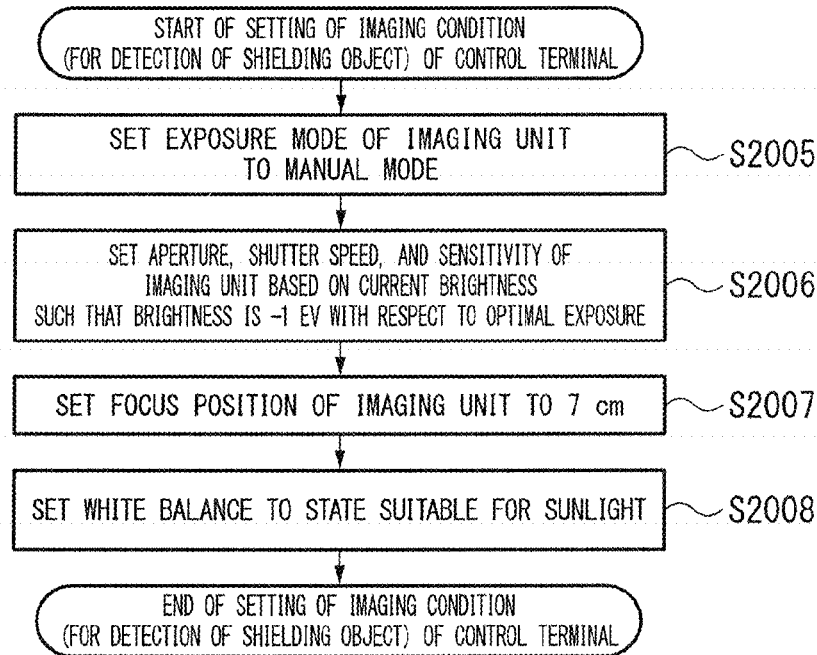 START OF SETTING OF IMAGING CONDITION
(FOR DETECTION OF SHIELDING OBJECT) OF CONTROL TERMINAL
SET EXPOSURE MODE OF IMAGING UNIT
TO MANUAL MODE
S2005
SET APERTURE, SHUTTER SPEED, AND SENSITIVITY OF
IMAGING UNIT BASED ON CURRENT BRIGHTNESS
SUCH THAT BRIGHTNESS IS -1 EV WITH RESPECT TO OPTIMAL EXPOSURE
S2006
SET FOCUS POSITION OF IMAGING UNIT TO 7 cm
S2007
SET WHITE BALANCE TO STATE SUITABLE FOR SUNLIGHT
S2008
END OF SETTING OF IMAGING CONDITION
(FOR DETECTION OF SHIELDING OBJECT) OF CONTROL TERMINAL